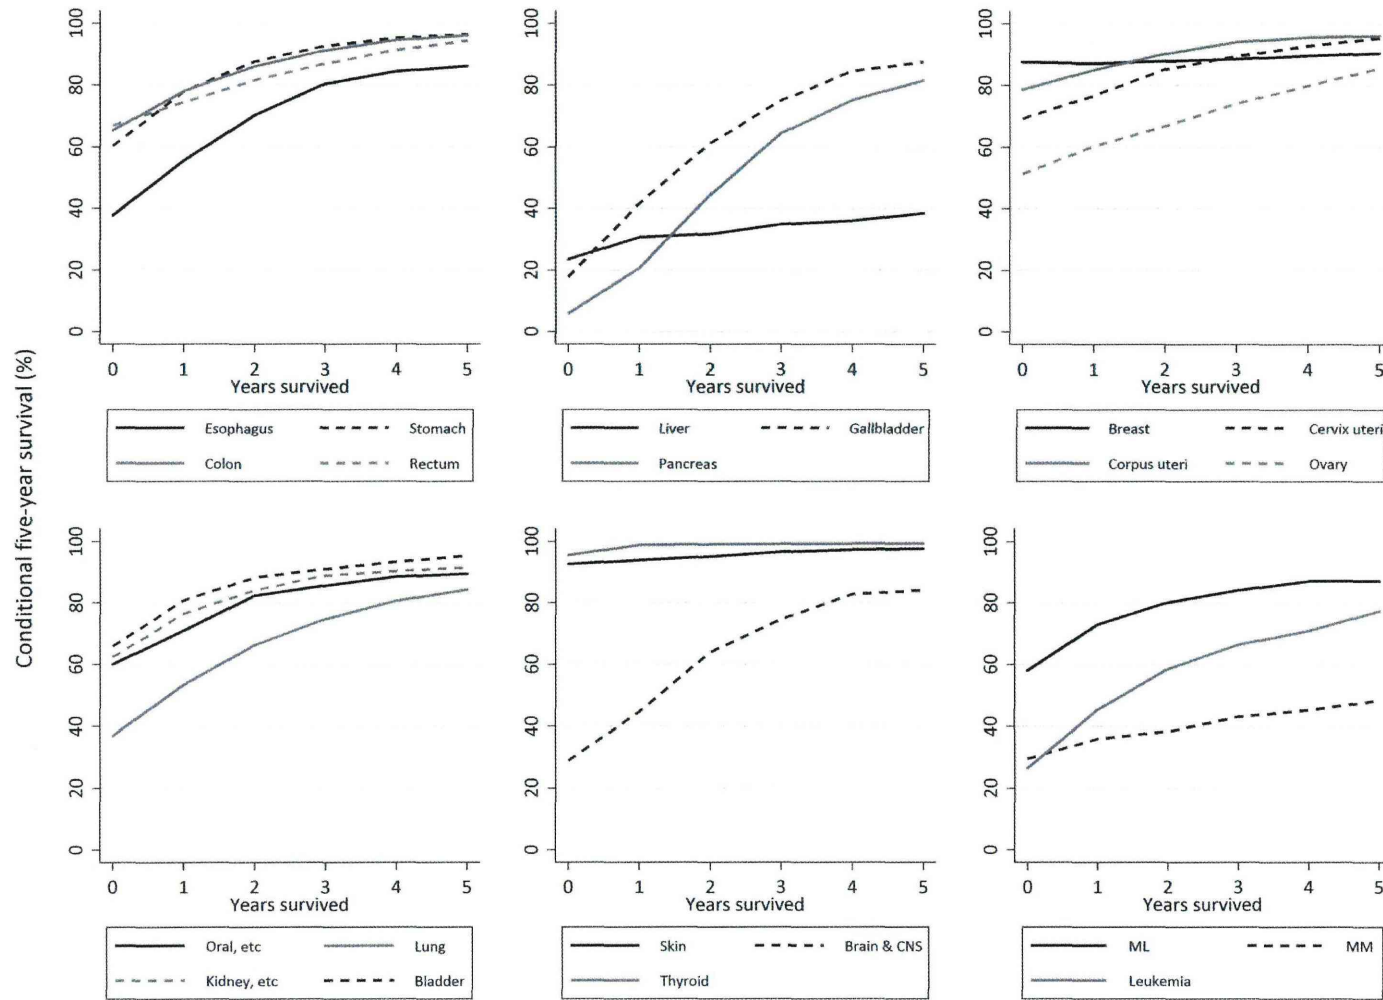 Conditional five-year survival (%)
100
80
60
40
20
0
0 1 2 3 4 5
Years survived
Esophagus Stomach
Colon Rectum
100
80
60
40
20
0
0 1 2 3 4 5
Years survived
Liver Gallbladder
Pancreas
100
80
60
40
20
0
0 1 2 3 4 5
Years survived
Breast Cervix uteri
Corpus uteri Ovary
100
80
60
40
20
0
0 1 2 3 4 5
Years survived
Oral, etc Lung
Kidney, etc Bladder
100
80
60
40
20
0
0 1 2 3 4 5
Years survived
Skin Brain & CNS
Thyroid
100
80
60
40
20
0
0 1 2 3 4 5
Years survived
ML MM
Leukemia